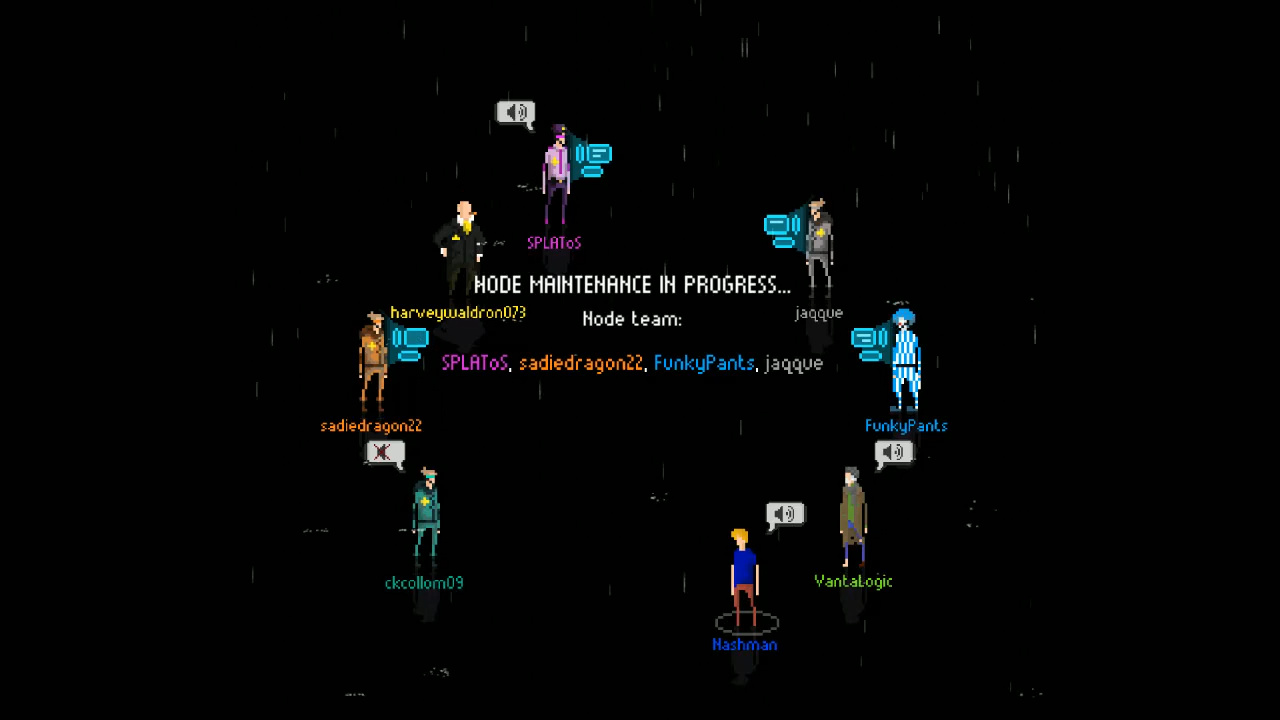 SPLAToS
NODE MAINTENANCE IN PROGRESS...
harveywaldron073
jaqque
Node team:
SPLAToS, sadiedragon22, FunkyPants, jaqque
sadiedragon22
FunkyPants
ckcollom09
VantaLogic
Nashman